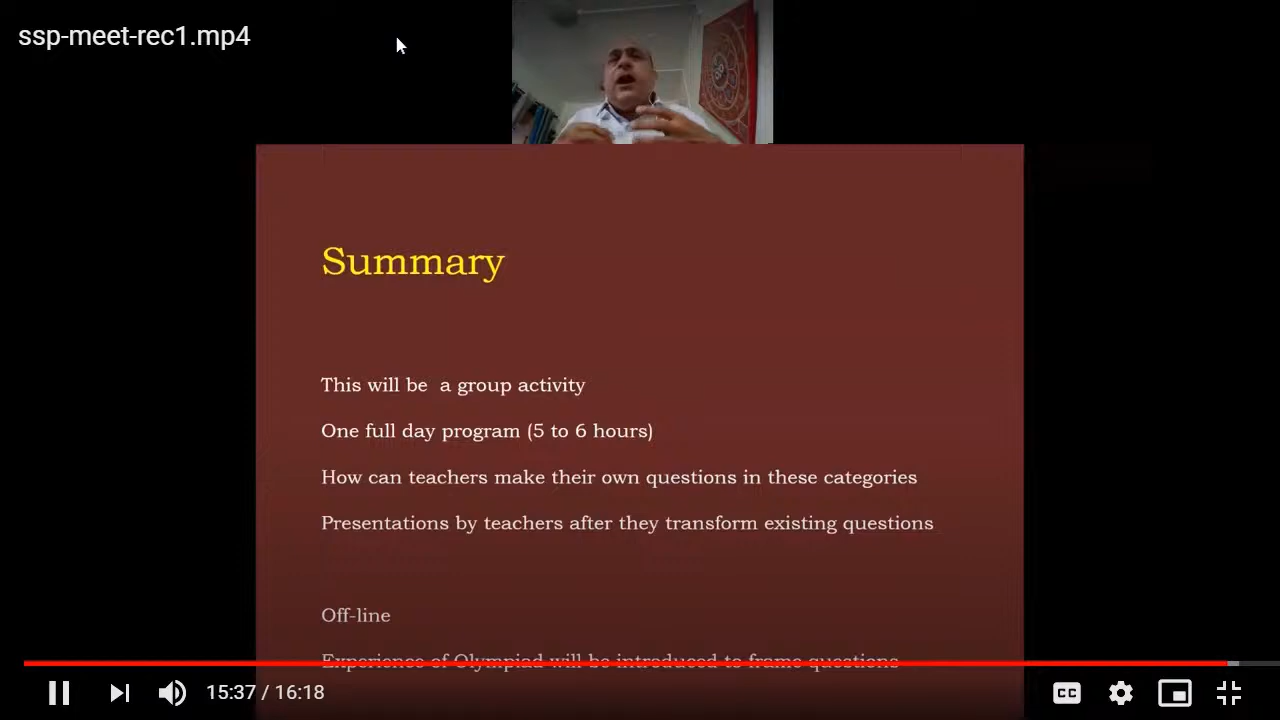 ssp-meet-rec1.mp4
Summary
This will be a group activity
One full day program (5 to 6 hours)
How can teachers make their own questions in these categories
Presentations by teachers after they transform existing questions
Off-line
Experience of Olympiad will be introduced to frame questions
15:37 / 16:18
CC